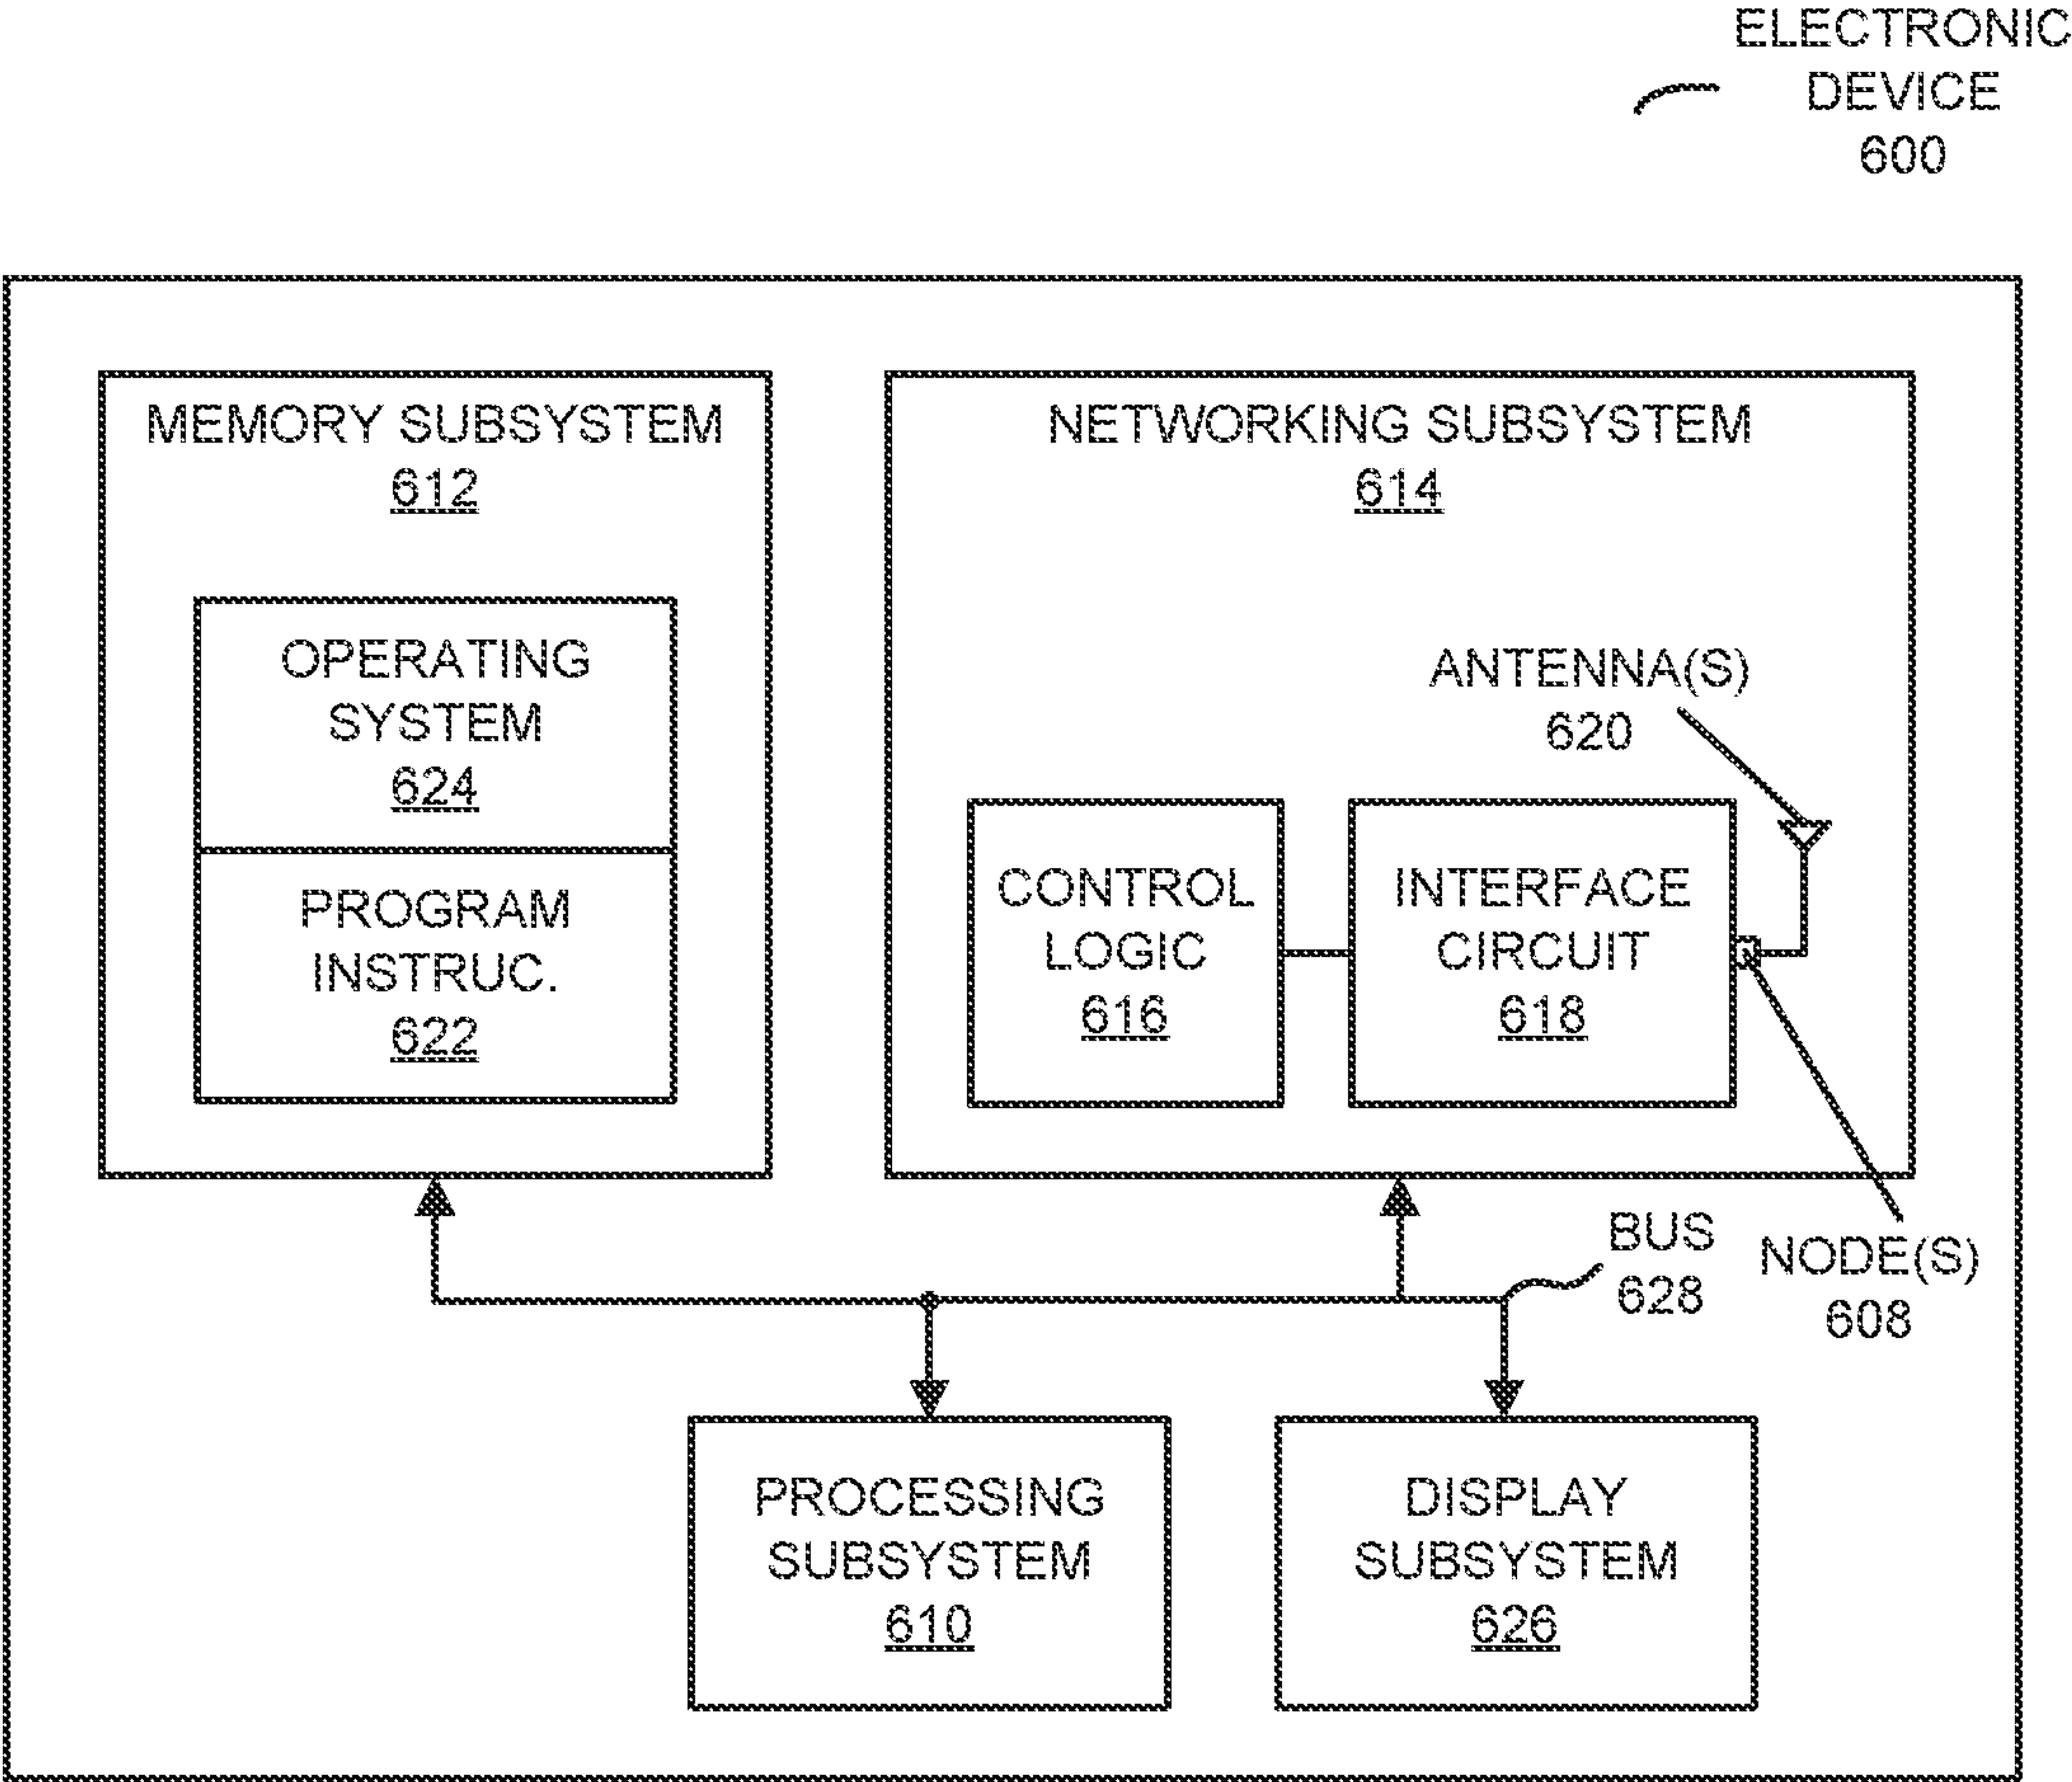 ELECTRONIC
DEVICE
600
MEMORY SUBSYSTEM
612
OPERATING
SYSTEM
624
PROGRAM
INSTRUC.
622
NETWORKING SUBSYSTEM
614
ANTENNA(S)
620
CONTROL
LOGIC
616
INTERFACE
CIRCUIT
618
BUS
628
NODE(S)
608
PROCESSING
SUBSYSTEM
610
DISPLAY
SUBSYSTEM
626